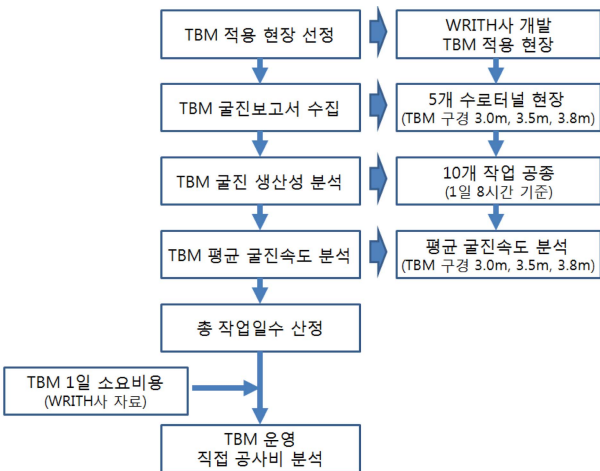 TBM 적용 현장 선정
WRITH사 개발
TBM 적용 현장
TBM 굴진보고서 수집
5개 수로터널 현장
(TBM 구경 3.0m, 3.5m, 3.8m)
TBM 굴진 생산성 분석
10개 작업 공종
(1일 8시간 기준)
TBM 평균 굴진속도 분석
평균 굴진속도 분석
(TBM 구경 3.0m, 3.5m, 3.8m)
총 작업일수 산정
TBM 1일 소요비용
(WRITH사 자료)
TBM 운영
직접 공사비 분석